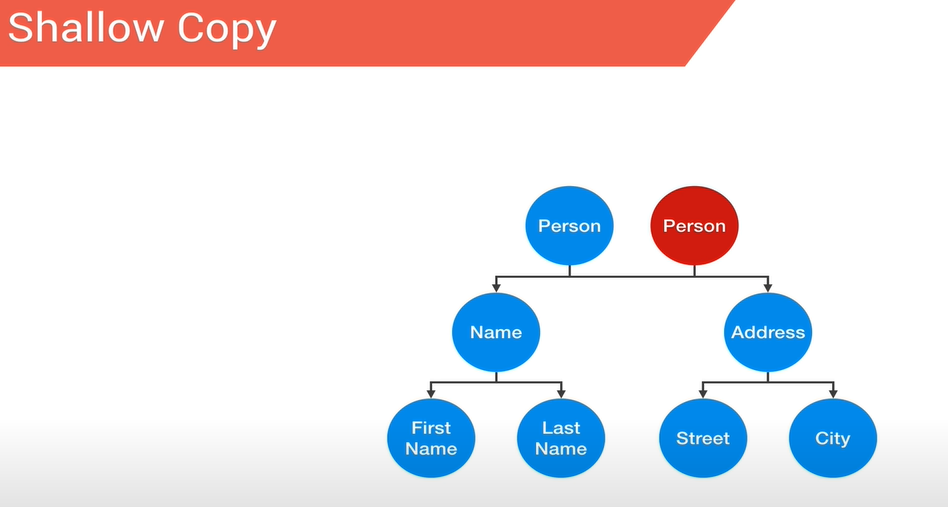 Shallow Copy
Person
Person
Name
Address
First
Name
Last
Name
Street
City